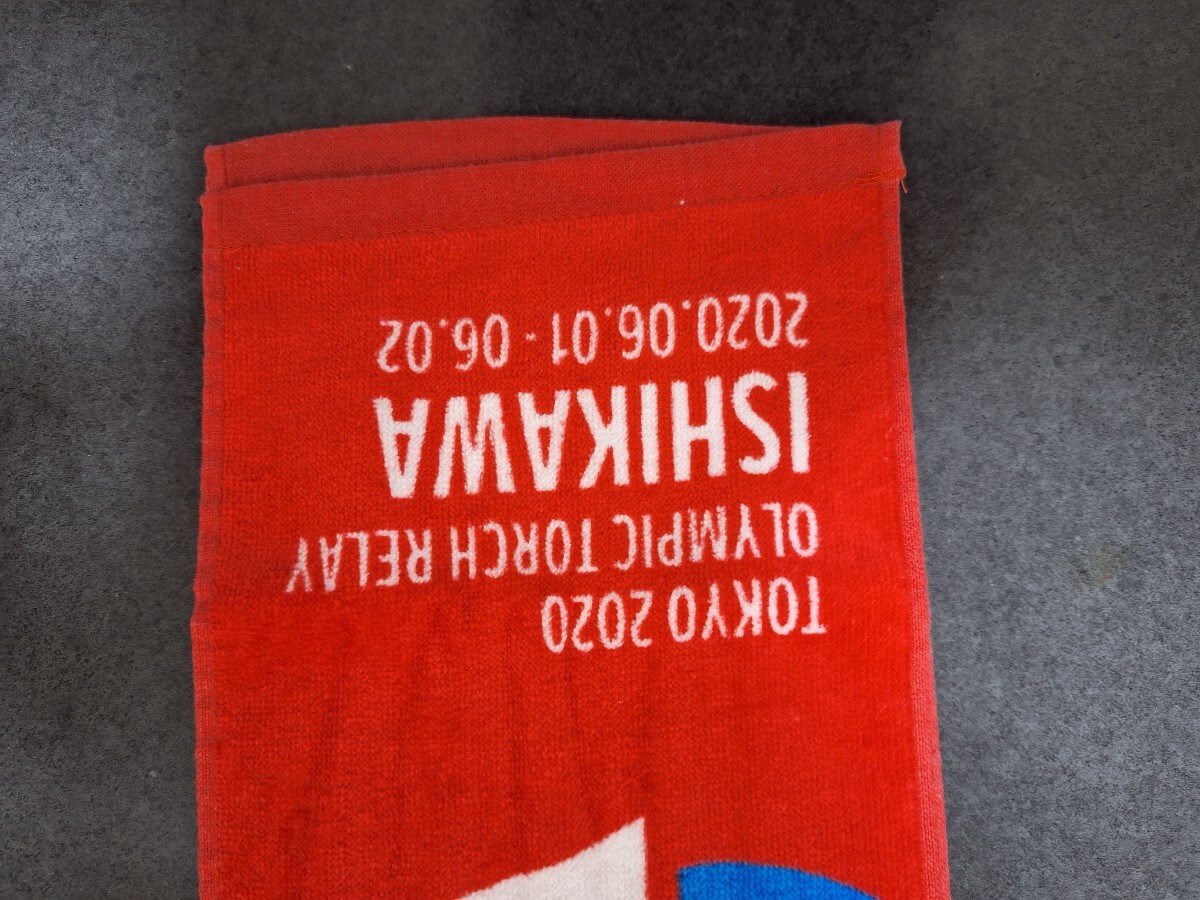 TOKYO 2020
OLYMPIC TORCH RELAY
ISHIKAWA
2020.06.01 - 06.02